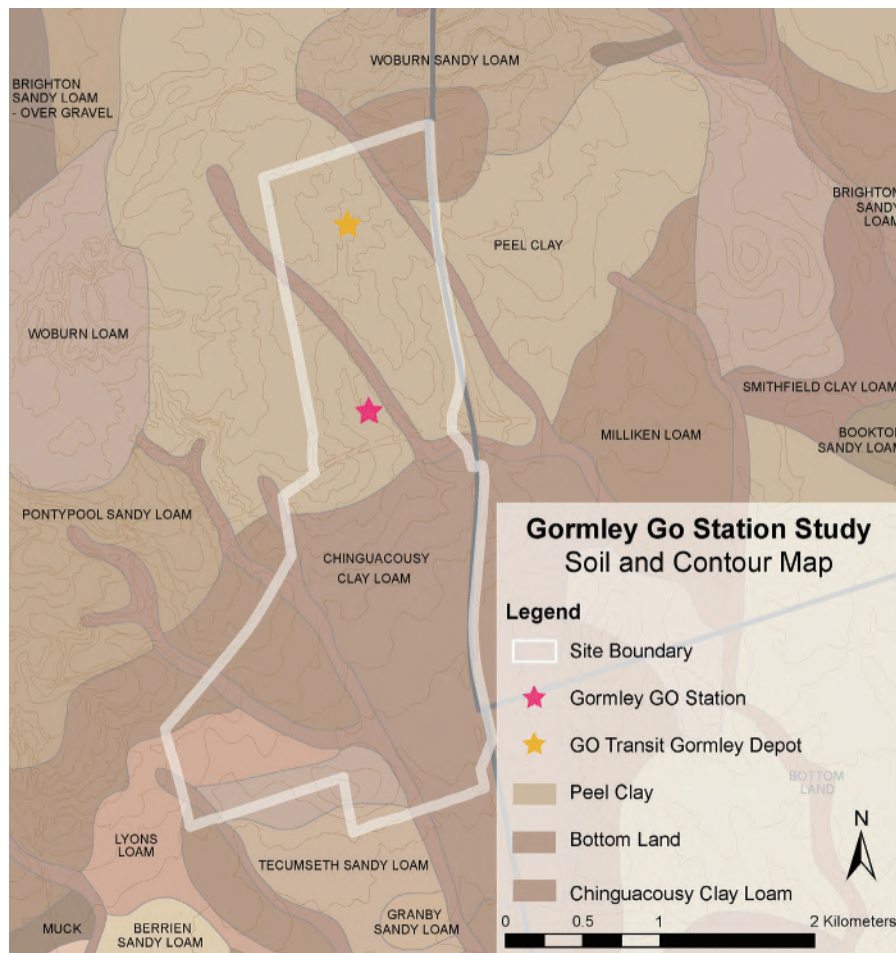 WOBURN SANDY LOAM
BRIGHTON
SANDY LOAM
- OVER GRAVEL
BRIGHTON
SANDY
LOAM
PEEL CLAY
WOBURN LOAM
SMITHFIELD CLAY LOAM
MILLIKEN LOAM
BOOKTON
SANDY LOAM
PONTYPOOL SANDY LOAM
CHINGUACOUSY
CLAY LOAM
Gormley Go Station Study
Soil and Contour Map
Legend
Site Boundary
Gormley GO Station
GO Transit Gormley Depot
Peel Clay
Bottom Land
Chinguacousy Clay Loam
BOTTOM
LAND
N
0 0.5 1 2 Kilometers
LYONS
LOAM
TECUMSETH SANDY LOAM
GRANBY
SANDY LOAM
MUCK
BERRIEN
SANDY LOAM